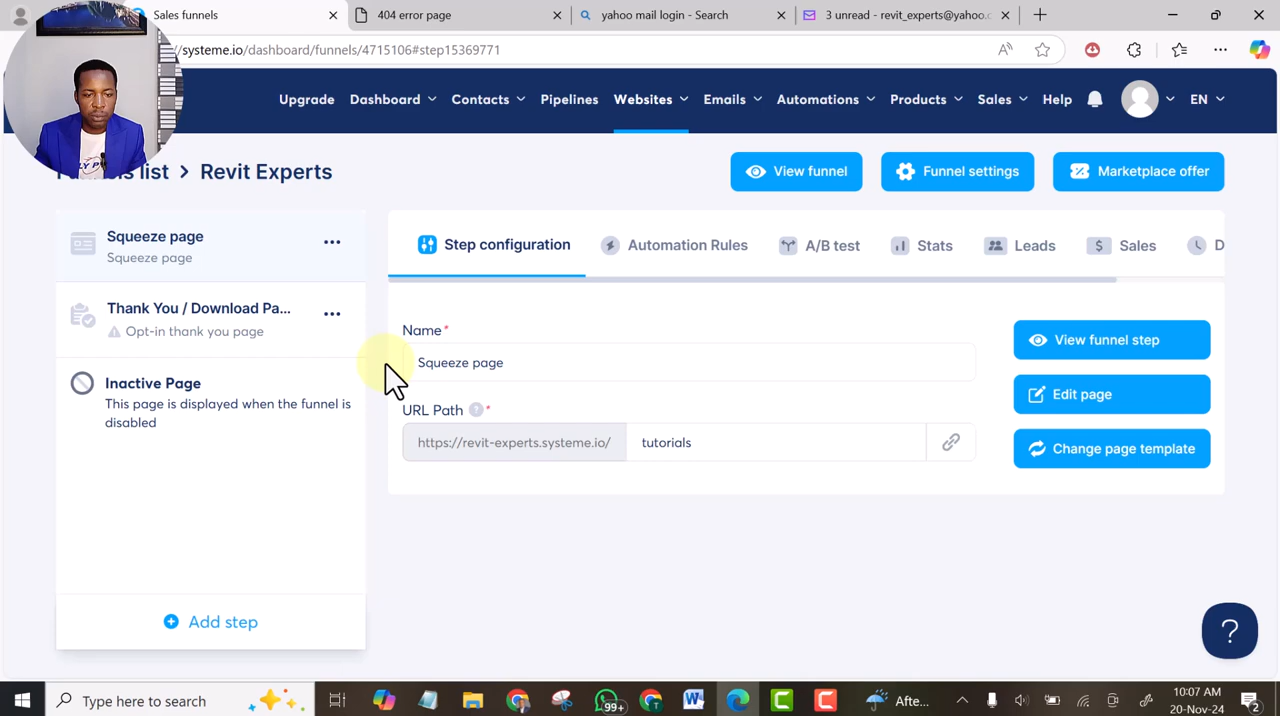 Sales funnels
404 error page
yahoo mail login - Search
unread - revit_experts@yahoo.c
//systeme.io/dashboard/funnels/4715106#step15369771
Upgrade Dashboard Contacts Pipelines Websites Emails Automations Products Sales Help EN
list > Revit Experts
View funnel
Funnel settings
Marketplace offer
Squeeze page
Squeeze page
Thank You / Download Pa...
Opt-in thank you page
Inactive Page
This page is displayed when the funnel is
disabled
Add step
Step configuration Automation Rules A/B test Stats Leads $ Sales D
Name*
Squeeze page
URL Path ? *
https://revit-experts.systeme.io/ tutorials
View funnel step
Edit page
Change page template
?
Type here to search
99+
Afte...
10:07 AM
20-Nov-24
2